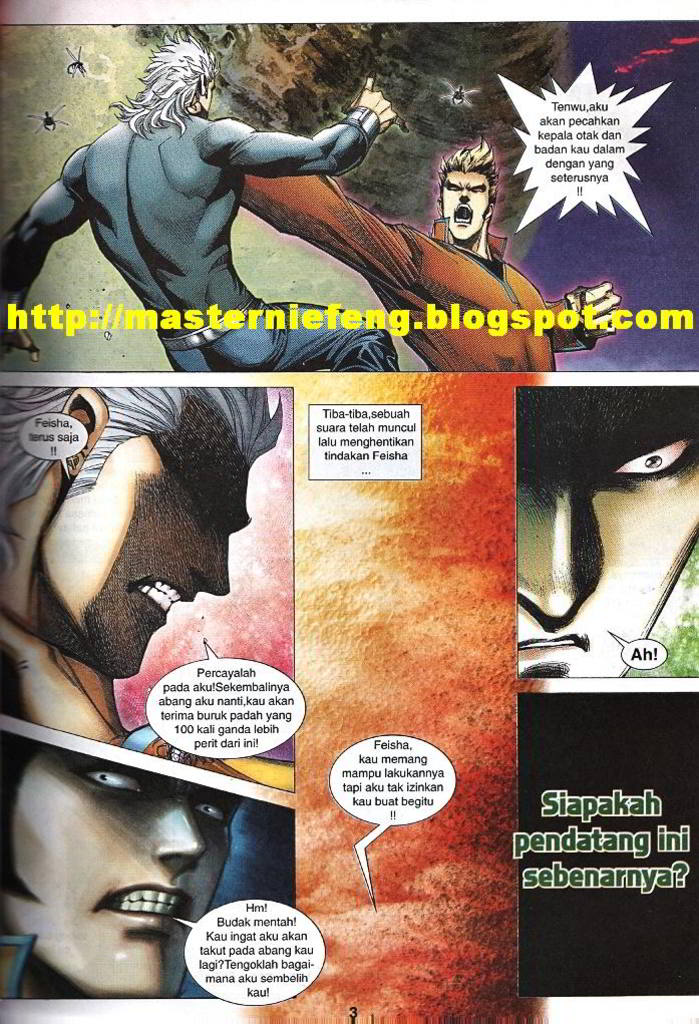 Tenwu,aku
akan pecahkan
kepala otak dan
badan kau dalam
dengan yang
seterusnya
!!
http://masterniefeng.blogspot.com
Feisha,
terus saja
!!
Percayalah
pada aku!Sekembalinya
abang aku nanti,kau akan
terima buruk padah yang
100 kali ganda lebih
perit dari ini!
Tiba-tiba,sebuah
suara telah muncul
lalu menghentikan
tindakan Feisha
...
Ah!
Hm!
Budak mentah!
Kau ingat aku akan
takut pada abang kau
lagi?Tengoklah bagai-
mana aku sembelih
kau!
Feisha,
kau memang
mampu lakukannya
tapi aku tak izinkan
kau buat begitu
!!
Siapakah
pendatang ini
sebenarnya?
3